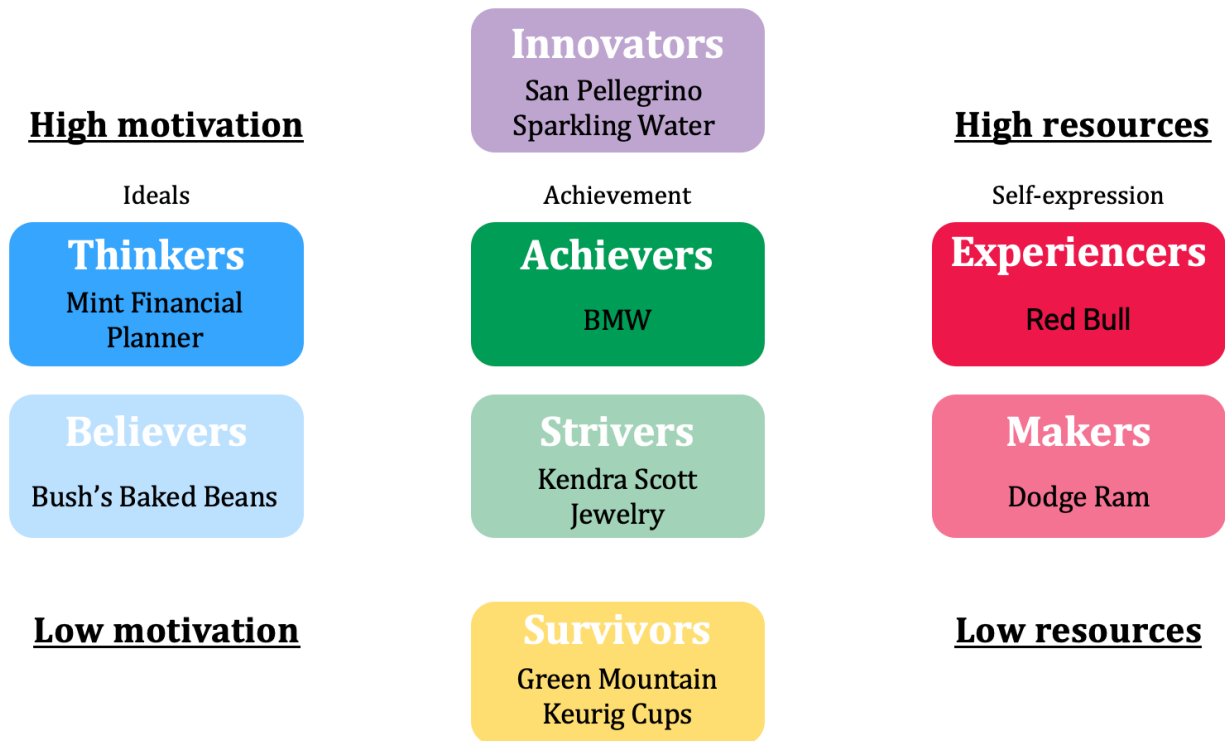 Innovators
San Pellegrino
Sparkling Water
High motivation
High resources
Ideals
Achievement
Self-expression
Thinkers
Mint Financial
Planner
Achievers
BMW
Experiencers
Red Bull
Believers
Bush’s Baked Beans
Strivers
Kendra Scott
Jewelry
Makers
Dodge Ram
Low motivation
Survivors
Green Mountain
Keurig Cups
Low resources